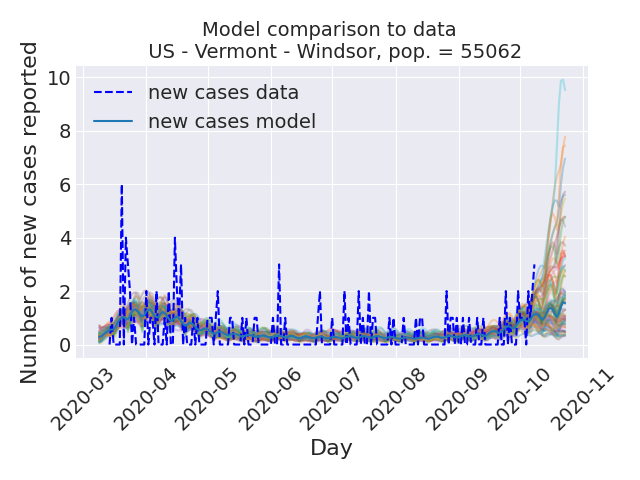 Model comparison to data
US - Vermont - Windsor, pop. = 55062
Number of new cases reported
10
8
6
4
2
0
new cases data
new cases model
2020-03
2020-04
2020-05
2020-06
2020-07
2020-08
2020-09
2020-10
2020-11
Day